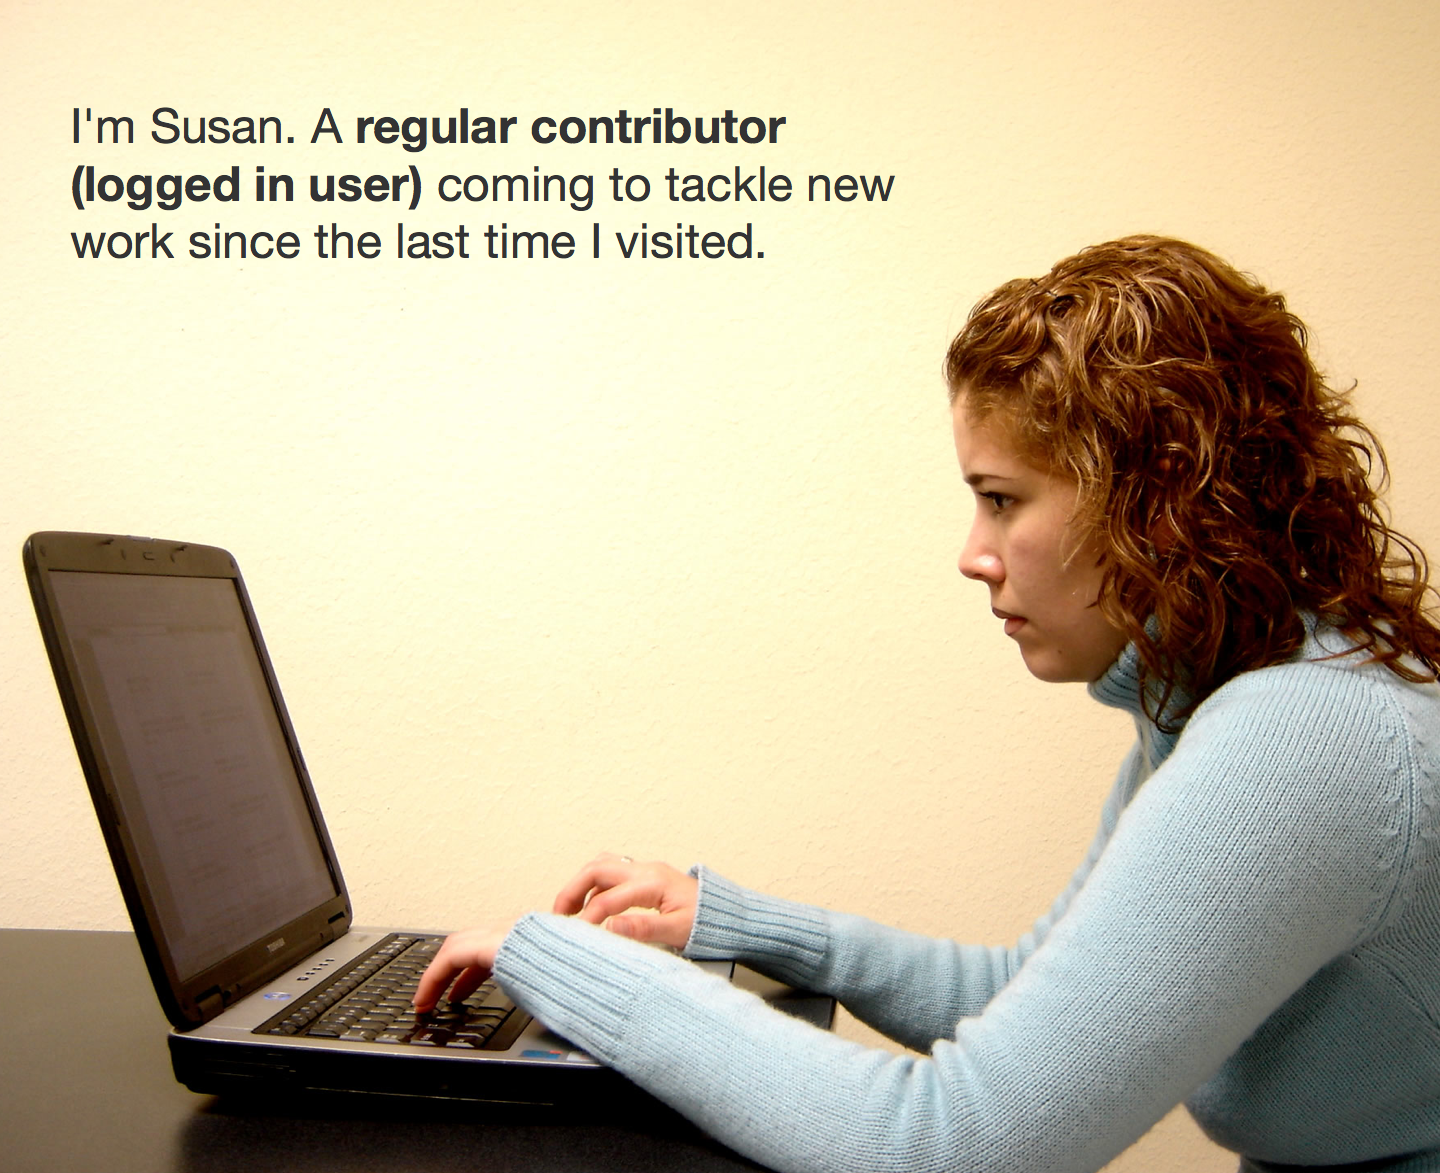 I'm Susan. A regular contributor
(logged in user) coming to tackle new
work since the last time I visited.